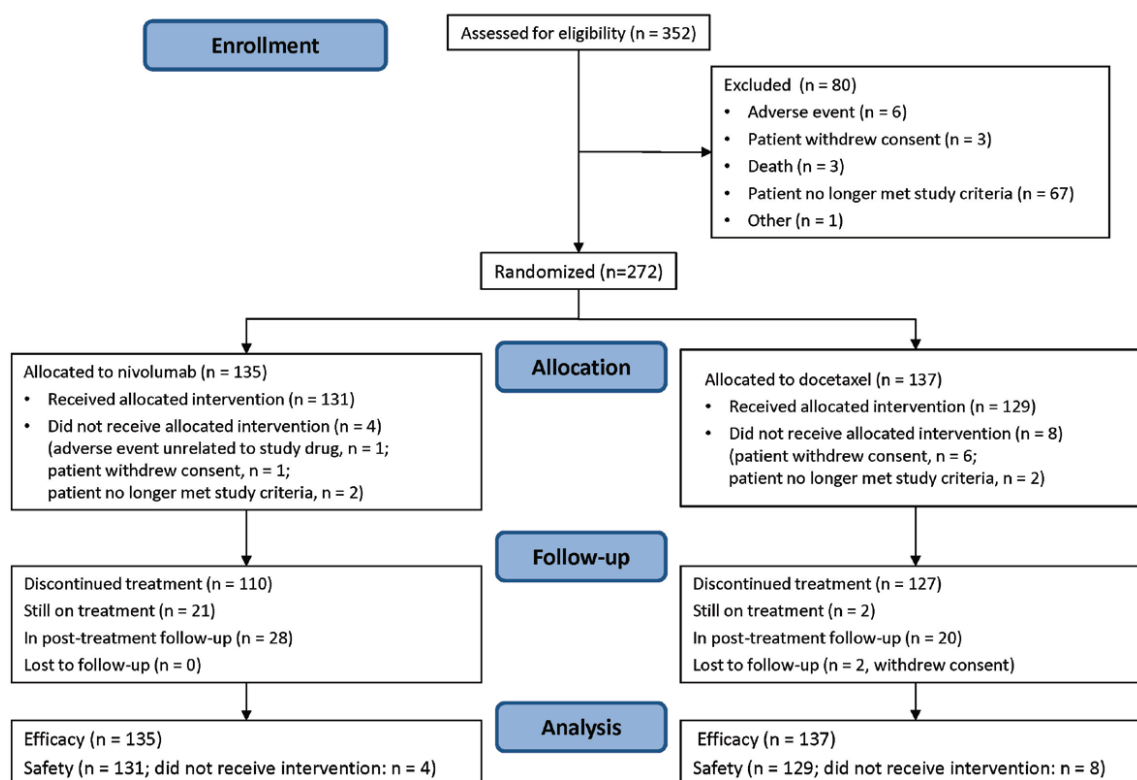 Enrollment
Assessed for eligibility (n = 352)
Excluded (n = 80)
• Adverse event (n = 6)
• Patient withdrew consent (n = 3)
• Death (n = 3)
• Patient no longer met study criteria (n = 67)
• Other (n = 1)
Randomized (n=272)
Allocation
Allocated to nivolumab (n = 135)
• Received allocated intervention (n = 131)
• Did not receive allocated intervention (n = 4)
(adverse event unrelated to study drug, n = 1;
patient withdrew consent, n = 1;
patient no longer met study criteria, n = 2)
Allocated to docetaxel (n = 137)
• Received allocated intervention (n = 129)
• Did not receive allocated intervention (n = 8)
(patient withdrew consent, n = 6;
patient no longer met study criteria, n = 2)
Follow-up
Discontinued treatment (n = 110)
Still on treatment (n = 21)
In post-treatment follow-up (n = 28)
Lost to follow-up (n = 0)
Discontinued treatment (n = 127)
Still on treatment (n = 2)
In post-treatment follow-up (n = 20)
Lost to follow-up (n = 2, withdrew consent)
Analysis
Efficacy (n = 135)
Safety (n = 131; did not receive intervention: n = 4)
Efficacy (n = 137)
Safety (n = 129; did not receive intervention: n = 8)